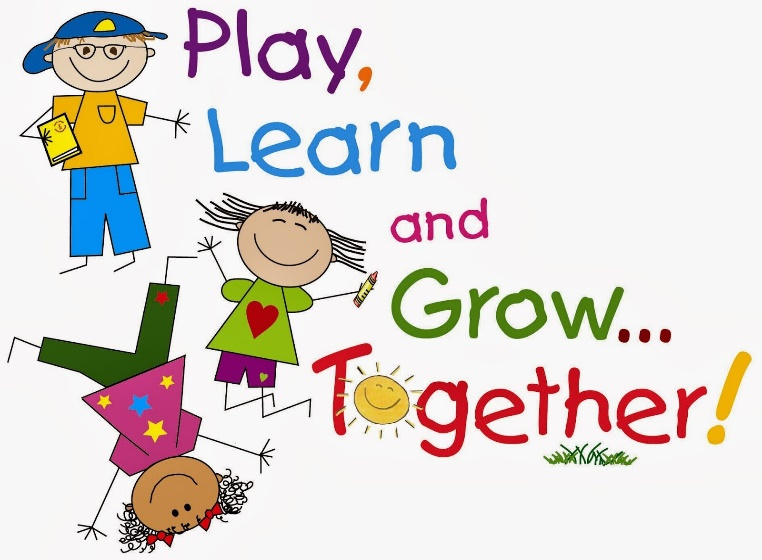 Play,
Learn
and
Grow...
Together!